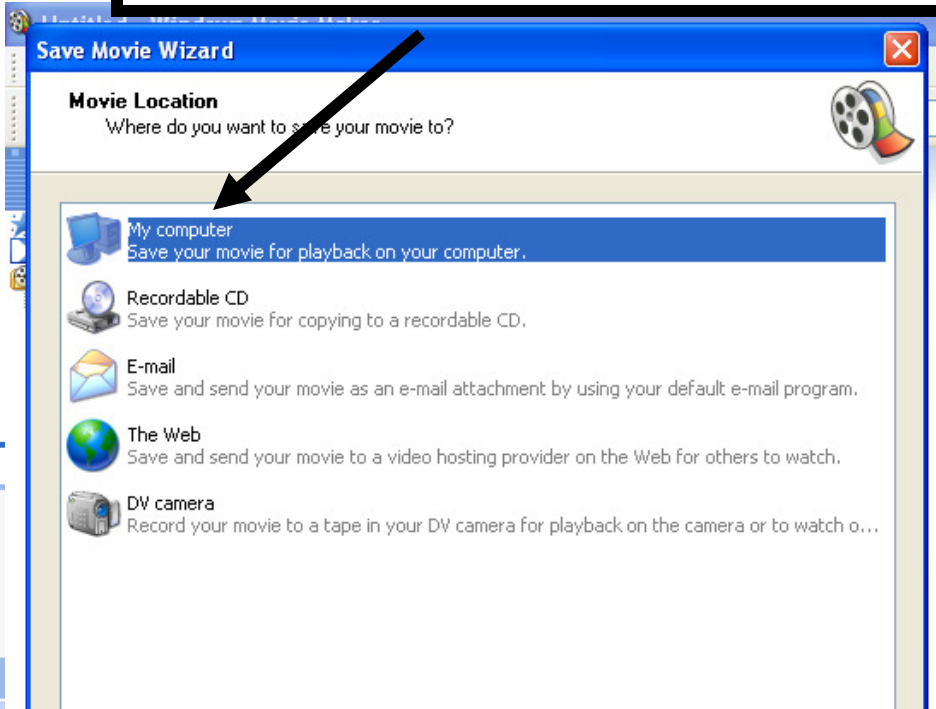 Untitled - Windows Movie Maker
Save Movie Wizard
Movie Location
Where do you want to save your movie to?
My computer
Save your movie for playback on your computer.
Recordable CD
Save your movie for copying to a recordable CD.
E-mail
Save and send your movie as an e-mail attachment by using your default e-mail program.
The Web
Save and send your movie to a video hosting provider on the Web for others to watch.
DV camera
Record your movie to a tape in your DV camera for playback on the camera or to watch o...